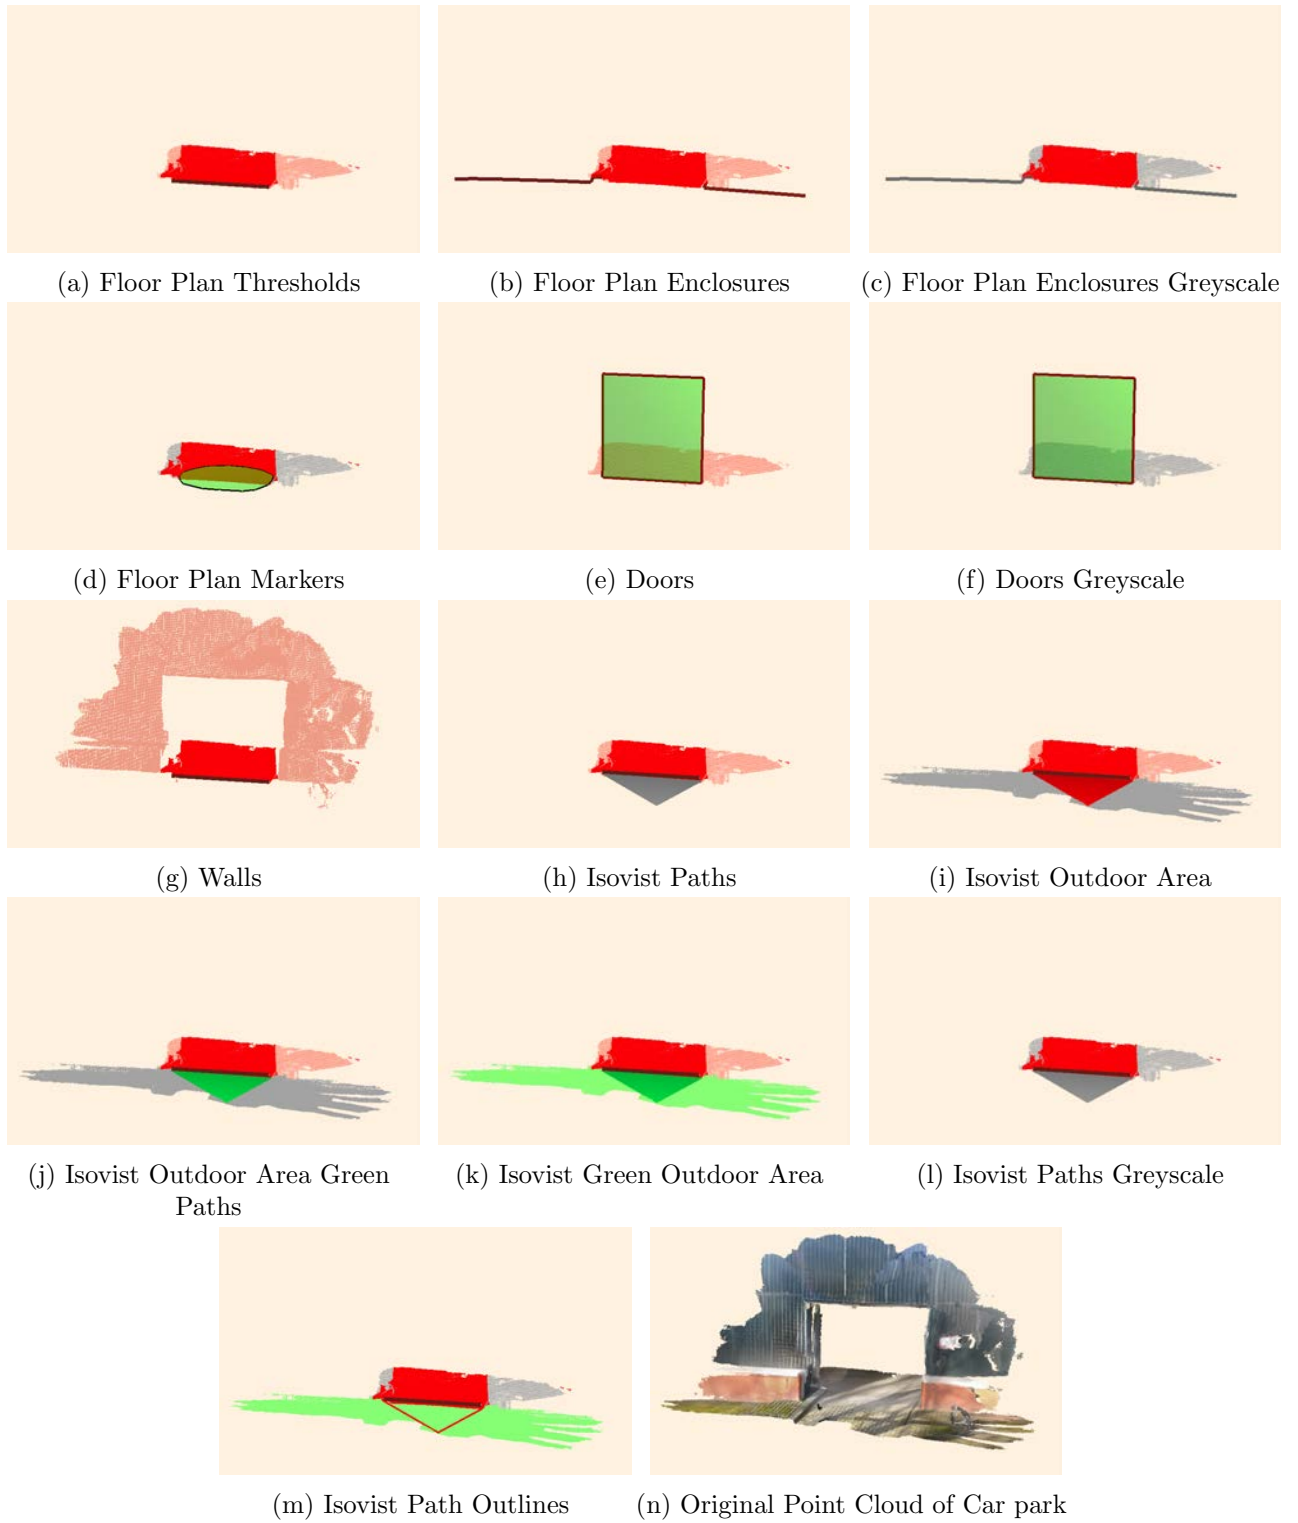 (a) Floor Plan Thresholds
(b) Floor Plan Enclosures
(c) Floor Plan Enclosures Greyscale
(d) Floor Plan Markers
(e) Doors
(f) Doors Greyscale
(g) Walls
(h) Isovist Paths
(i) Isovist Outdoor Area
(j) Isovist Outdoor Area Green
Paths
(k) Isovist Green Outdoor Area
(l) Isovist Paths Greyscale
(m) Isovist Path Outlines
(n) Original Point Cloud of Car park